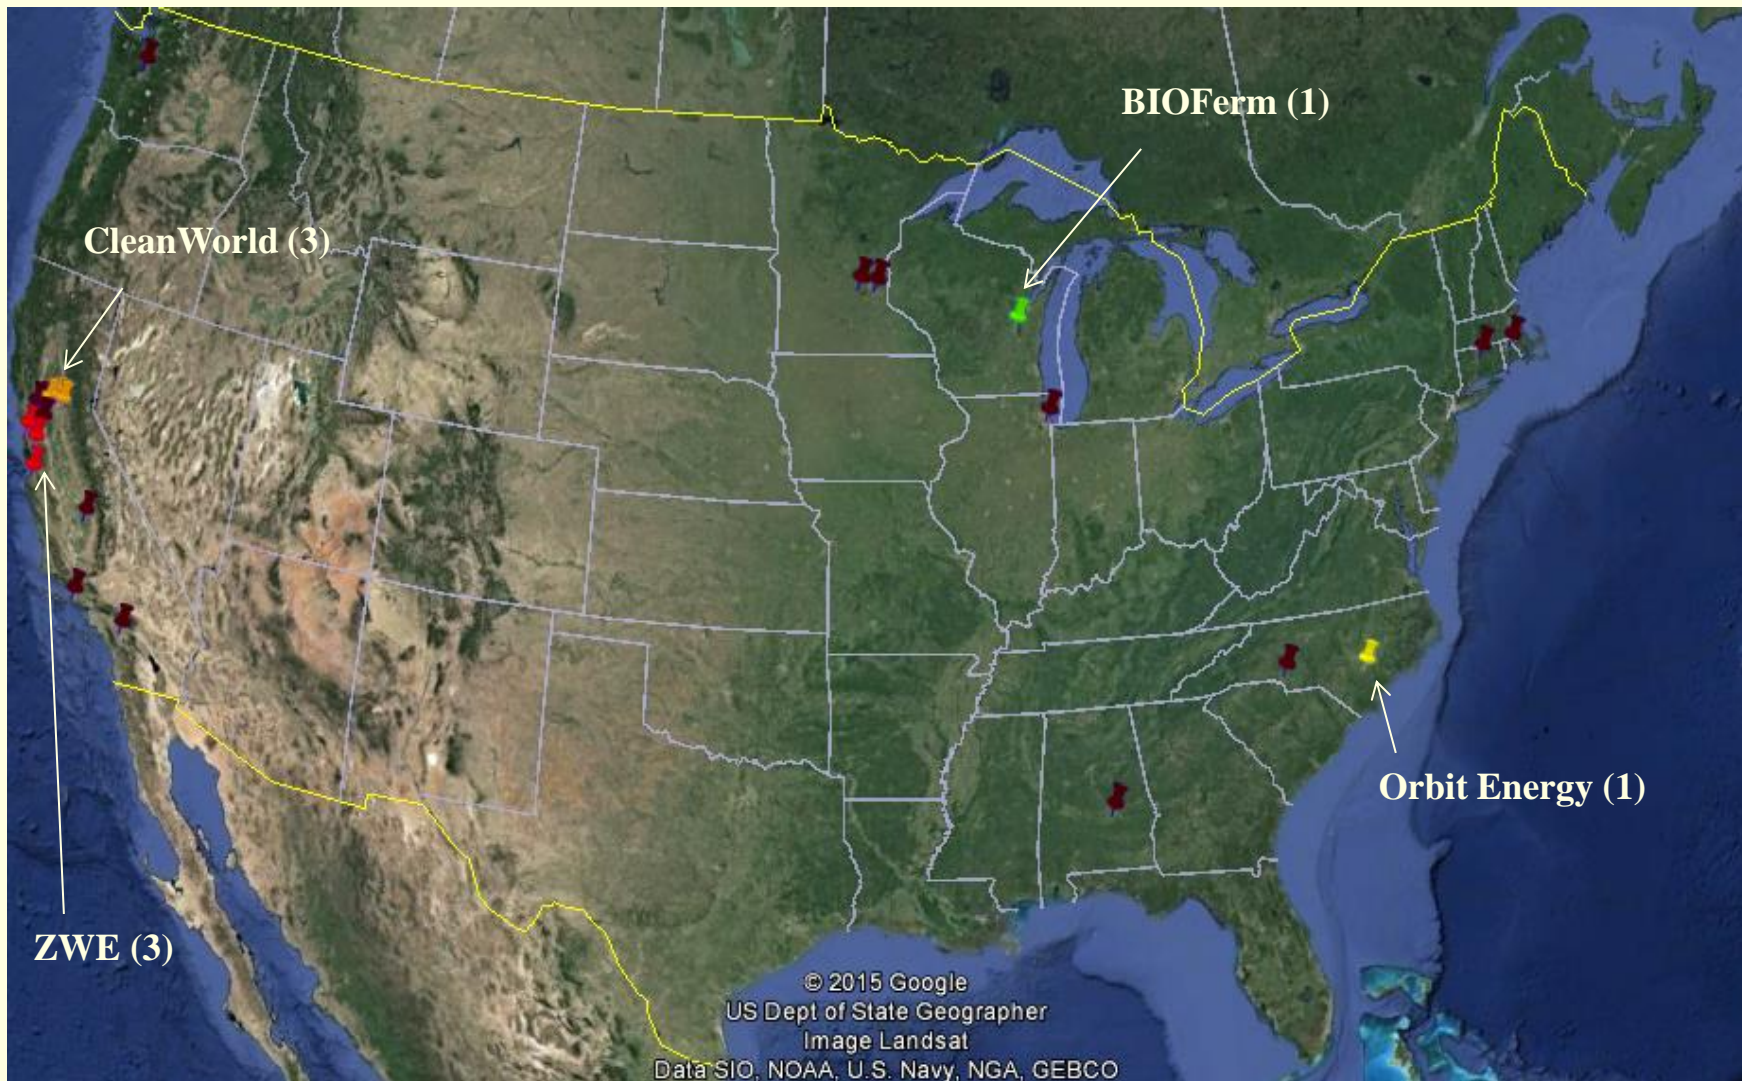 BIOFerm (1)
CleanWorld (3)
Orbit Energy (1)
ZWE (3)
© 2015 Google
US Dept of State Geographer
Image Landsat
Data SIO, NOAA, U.S. Navy, NGA, GEBCO